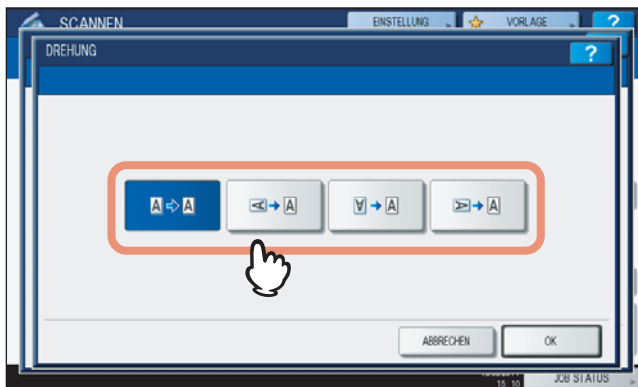 SCANNEN
EINSTELLUNG
VORLAGE
?
DREHUNG
?
A A
A A
A A
A A
ABBRECHEN
OK
15:10
JOB STATUS